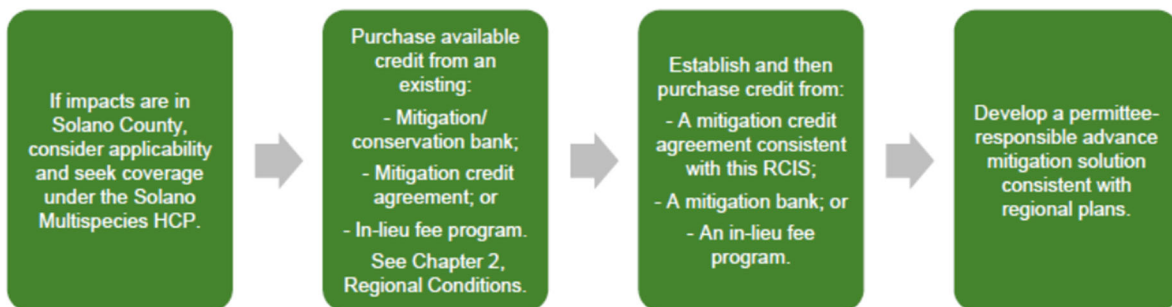 If impacts are in
Solano County,
consider applicability
and seek coverage
under the Solano
Multispecies HCP.
Purchase available
credit from an
existing:
- Mitigation/
conservation bank;
- Mitigation credit
agreement; or
- In-lieu fee program.
See Chapter 2,
Regional Conditions.
Establish and then
purchase credit from:
- A mitigation credit
agreement consistent
with this RCIS;
- A mitigation bank; or
- An in-lieu fee
program.
Develop a permittee-
responsible advance
mitigation solution
consistent with
regional plans.